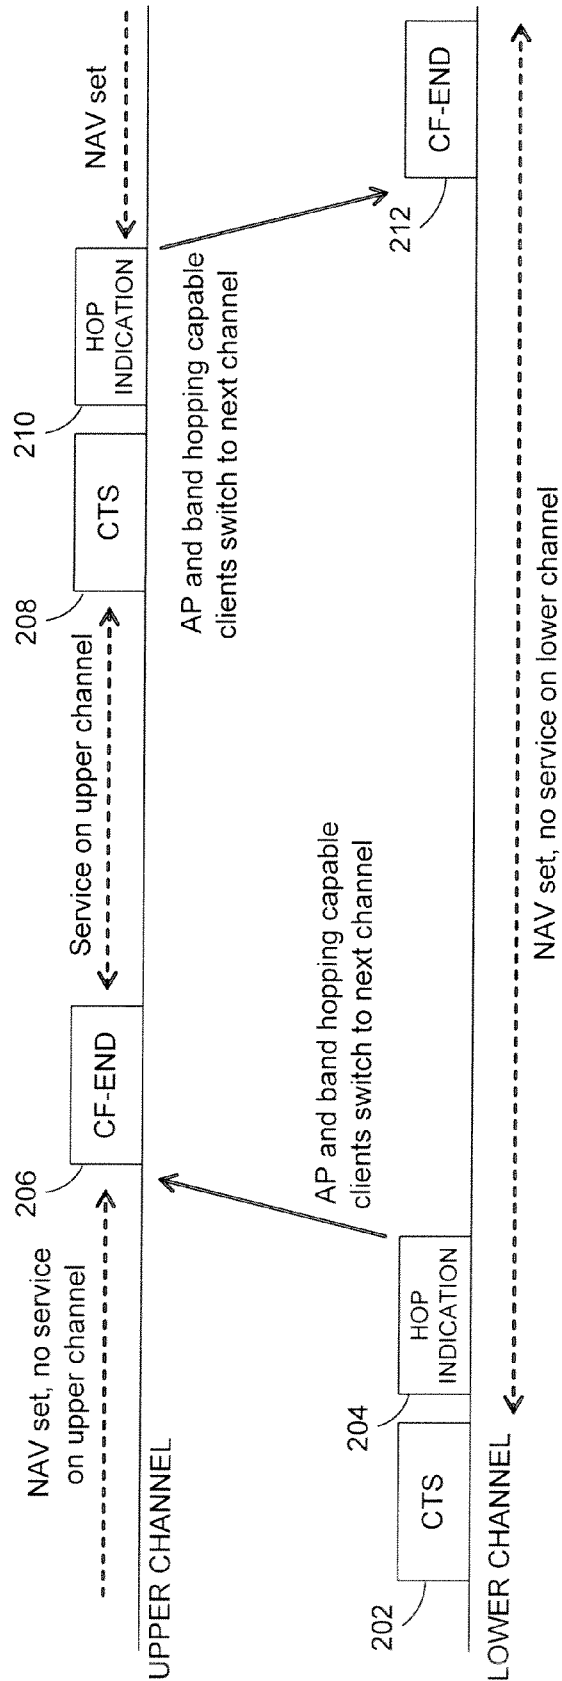 NAV set, no service
on upper channel
206
CF-END
Service on upper channel
208
CTS
210
HOP
INDICATION
NAV set
UPPER CHANNEL
AP and band hopping capable
clients switch to next channel
AP and band hopping capable
clients switch to next channel
202
CTS
204
HOP
INDICATION
212
CF-END
LOWER CHANNEL
NAV set, no service on lower channel